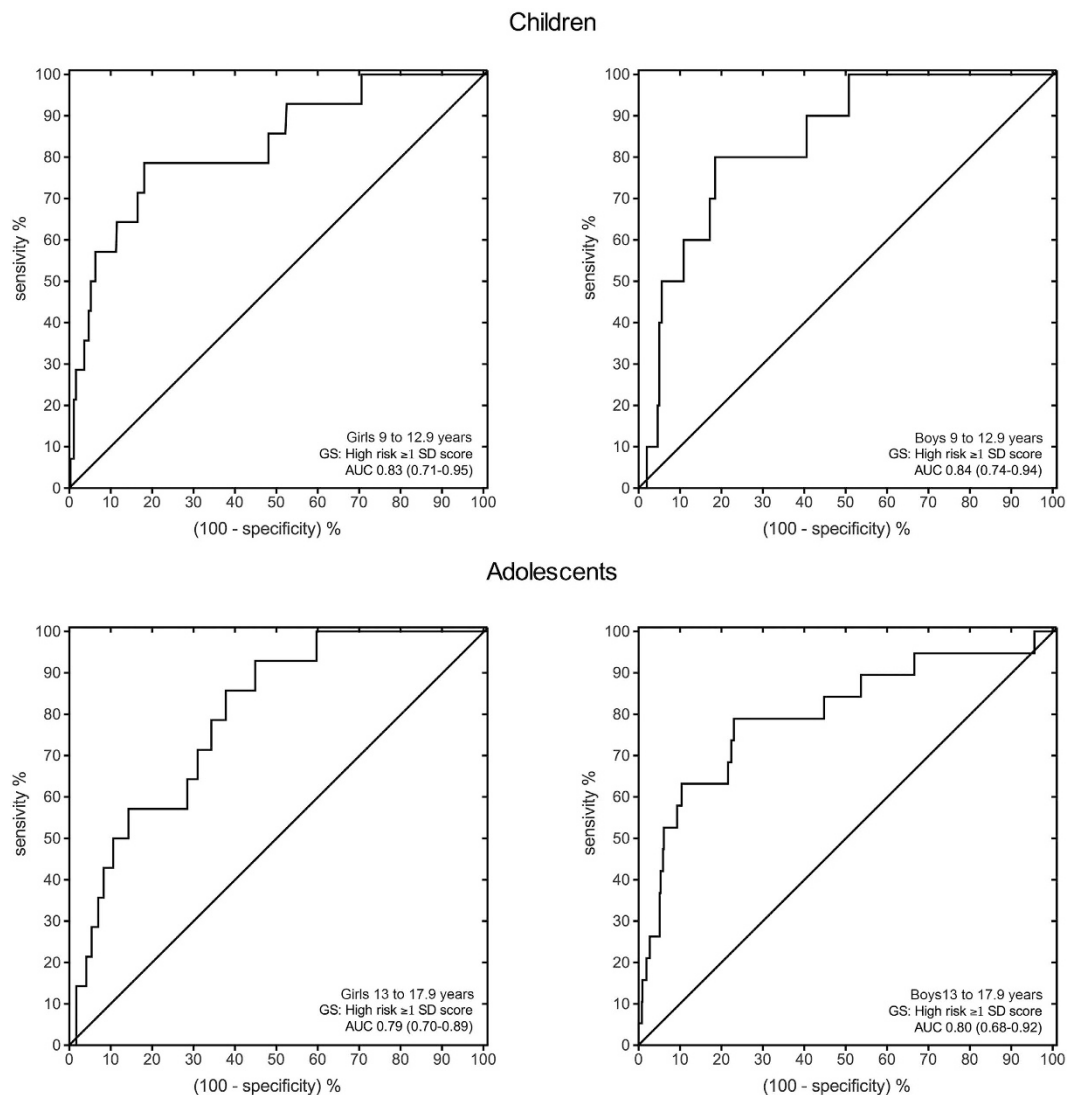 Children
100
90
80
70
60
50
40
30
20
10
0
sensivity %
0 10 20 30 40 50 60 70 80 90 100
(100 - specificity) %
Girls 9 to 12.9 years
GS: High risk ≥1 SD score
AUC 0.83 (0.71-0.95)
100
90
80
70
60
50
40
30
20
10
0
sensivity %
0 10 20 30 40 50 60 70 80 90 100
(100 - specificity) %
Boys 9 to 12.9 years
GS: High risk ≥1 SD score
AUC 0.84 (0.74-0.94)
Adolescents
100
90
80
70
60
50
40
30
20
10
0
sensivity %
0 10 20 30 40 50 60 70 80 90 100
(100 - specificity) %
Girls 13 to 17.9 years
GS: High risk ≥1 SD score
AUC 0.79 (0.70-0.89)
100
90
80
70
60
50
40
30
20
10
0
sensivity %
0 10 20 30 40 50 60 70 80 90 100
(100 - specificity) %
Boys13 to 17.9 years
GS: High risk ≥1 SD score
AUC 0.80 (0.68-0.92)